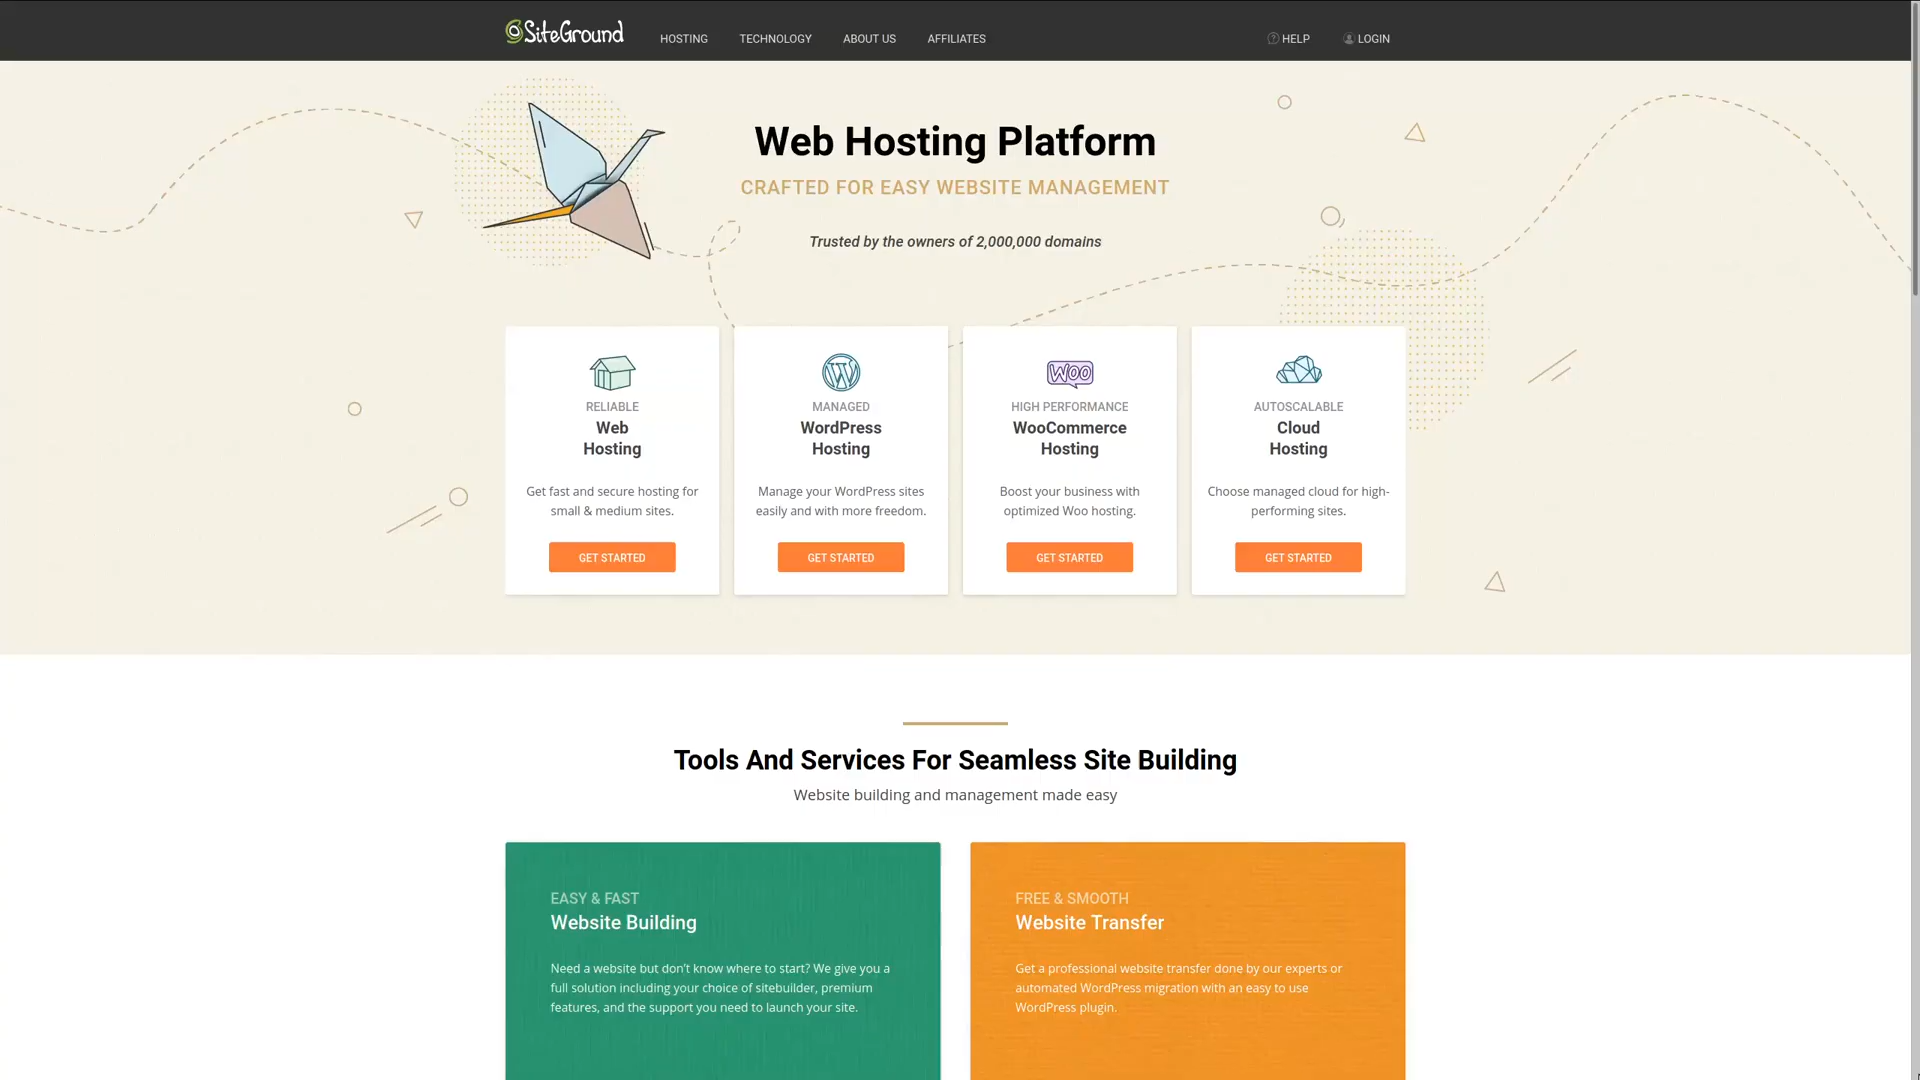 SiteGround
HOSTING
TECHNOLOGY
ABOUT US
AFFILIATES
HELP
LOGIN
Web Hosting Platform
CRAFTED FOR EASY WEBSITE MANAGEMENT
Trusted by the owners of 2,000,000 domains
RELIABLE
Web
Hosting
Get fast and secure hosting for
small & medium sites.
GET STARTED
MANAGED
WordPress
Hosting
Manage your WordPress sites
easily and with more freedom.
GET STARTED
WOO
HIGH PERFORMANCE
WooCommerce
Hosting
Boost your business with
optimized Woo hosting.
GET STARTED
AUTOSCALABLE
Cloud
Hosting
Choose managed cloud for high-
performing sites.
GET STARTED
Tools And Services For Seamless Site Building
Website building and management made easy
EASY & FAST
Website Building
Need a website but don't know where to start? We give you a
full solution including your choice of sitebuilder, premium
features, and the support you need to launch your site.
FREE & SMOOTH
Website Transfer
Get a professional website transfer done by our experts or
automated WordPress migration with an easy to use
WordPress plugin.